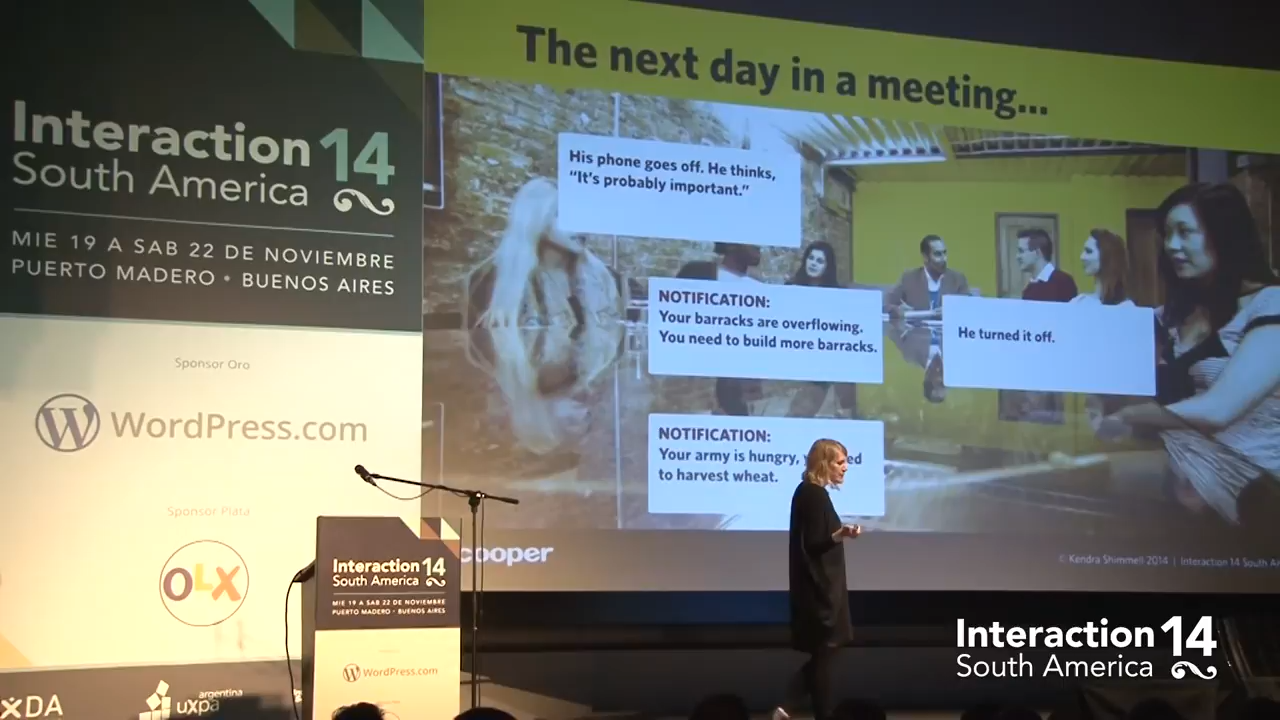 Interaction 14
South America
MIE 19 A SAB 22 DE NOVIEMBRE
PUERTO MADERO • BUENOS AIRES
Sponsor Oro
WordPress.com
Sponsor Plata
OLX
XDA
argentina
uxpa
The next day in a meeting...
His phone goes off. He thinks,
“It’s probably important.”
NOTIFICATION:
Your barracks are overflowing.
You need to build more barracks.
He turned it off.
NOTIFICATION:
Your army is hungry,
to harvest wheat.
cooper
© Kendra Shimmell 2014 | Interaction 14 South
Interaction 14
South America
MIE 19 A SAB 22 DE NOVIEMBRE
PUERTO MADERO • BUENOS AIRES
WordPress.com
Interaction 14
South America